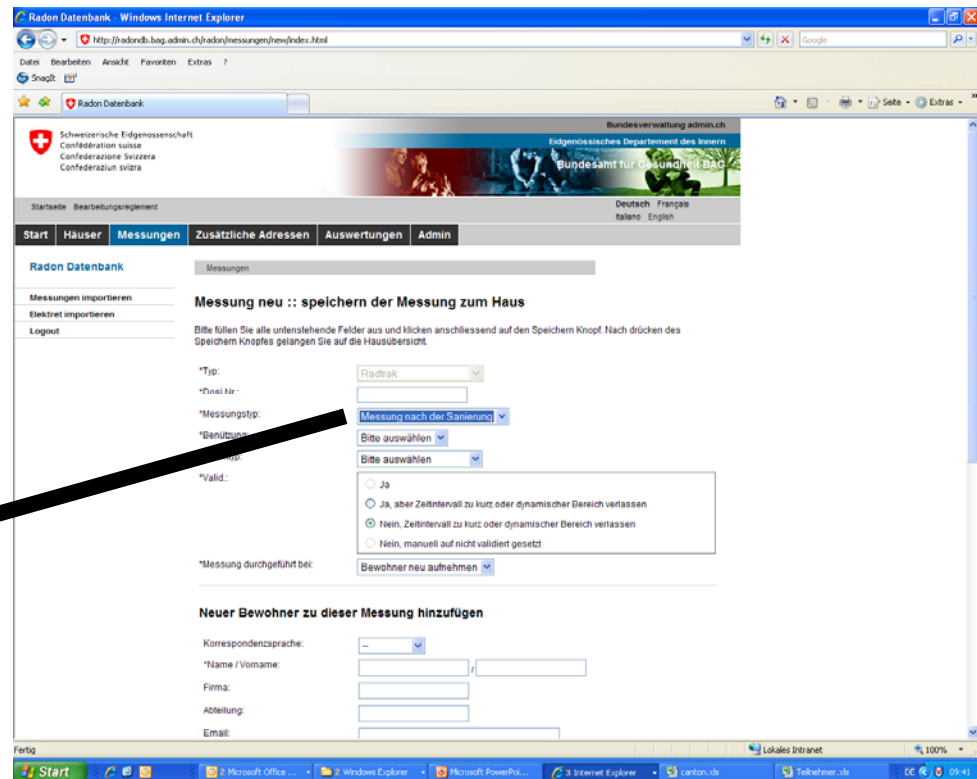 Radon Datenbank - Windows Internet Explorer
http://radondb.bag.admin.ch/radon/messungen/new/index.html
Google
Datei Bearbeiten Ansicht Favoriten Extras ?
SnagIt
Radon Datenbank
Seite Extras
Schweizerische Eidgenossenschaft
Confédération suisse
Confederazione Svizzera
Confederaziun svizra
Bundesverwaltung admin.ch
Eidgenössisches Departement des Innern
Bundesamt für Gesundheit BAG
Startseite Bearbeitungsreglement
Deutsch Français
Italiano English
Start Häuser Messungen Zusätzliche Adressen Auswertungen Admin
Radon Datenbank
Messungen
Messungen importieren
Elektret importieren
Logout
Messung neu :: speichern der Messung zum Haus
Bitte füllen Sie alle untenstehende Felder aus und klicken anschliessend auf den Speichern Knopf. Nach drücken des
Speichern Knopfes gelangen Sie auf die Hausübersicht.
*Typ: Radtrak
*Dosi Nr.:
*Messungstyp: Messung nach der Sanierung
*Benützung: Bitte auswählen
Bitte auswählen
*Valid.:
Ja
Ja, aber Zeitintervall zu kurz oder dynamischer Bereich verlassen
Nein, Zeitintervall zu kurz oder dynamischer Bereich verlassen
Nein, manuell auf nicht validiert gesetzt
*Messung durchgeführt bei: Bewohner neu aufnehmen
Neuer Bewohner zu dieser Messung hinzufügen
Korrespondenzsprache: --
*Name / Vorname: /
Firma:
Abteilung:
Email:
Fertig
Lokales Intranet
100%
Start
2 Microsoft Office ...
2 Windows Explorer
Microsoft PowerPoi...
3 Internet Explorer
canton.xls
Teilnehmer.xls
DE
09:41